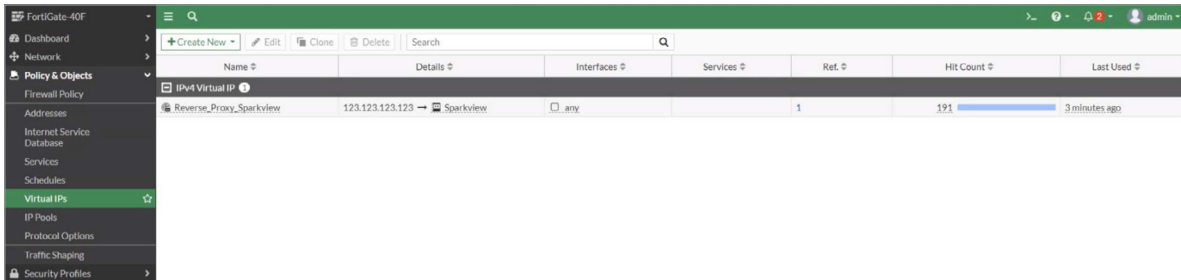 FortiGate-40F
>_
2
admin
Dashboard
Network
Policy & Objects
Firewall Policy
Addresses
Internet Service
Database
Services
Schedules
Virtual IPs
IP Pools
Protocol Options
Traffic Shaping
Security Profiles
+Create New Edit Clone Delete Search
Name Details Interfaces Services Ref. Hit Count Last Used
IPv4 Virtual IP 1
Reverse_Proxy_Sparkview 123.123.123.123 → Sparkview any 1 191 3 minutes ago